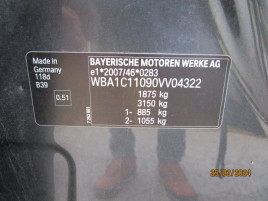 BAYERISCHE MOTOREN WERKE AG
e1*2007/46*0283
WBA1C11090VV04322
1875 kg
3150 kg
1- 885 kg
2- 1055 kg
Made in
Germany
118d
B39
0.51